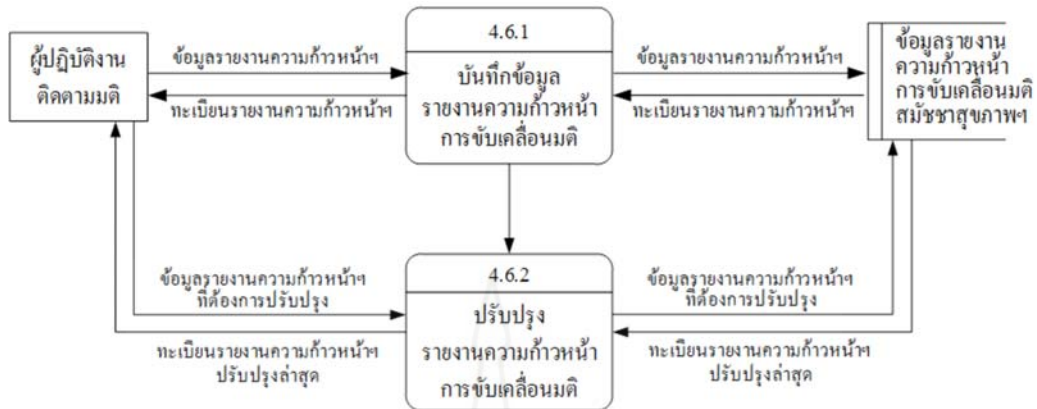 4.6.1
ผู้ปฏิบัติงาน
ติดตามมติ
ข้อมูลรายงานความก้าวหน้าฯ
ทะเบียนรายงานความก้าวหน้าฯ
บันทึกข้อมูล
รายงานความก้าวหน้า
การขับเคลื่อนมติ
ข้อมูลรายงานความก้าวหน้าฯ
ทะเบียนรายงานความก้าวหน้าฯ
ข้อมูลรายงาน
ความก้าวหน้า
การขับเคลื่อนมติ
สมัชชาสุขภาพฯ
ข้อมูลรายงานความก้าวหน้าฯ
ที่ต้องการปรับปรุง
ทะเบียนรายงานความก้าวหน้าฯ
ปรับปรุงล่าสุด
4.6.2
ปรับปรุง
รายงานความก้าวหน้า
การขับเคลื่อนมติ
ข้อมูลรายงานความก้าวหน้าฯ
ที่ต้องการปรับปรุง
ทะเบียนรายงานความก้าวหน้าฯ
ปรับปรุงล่าสุด